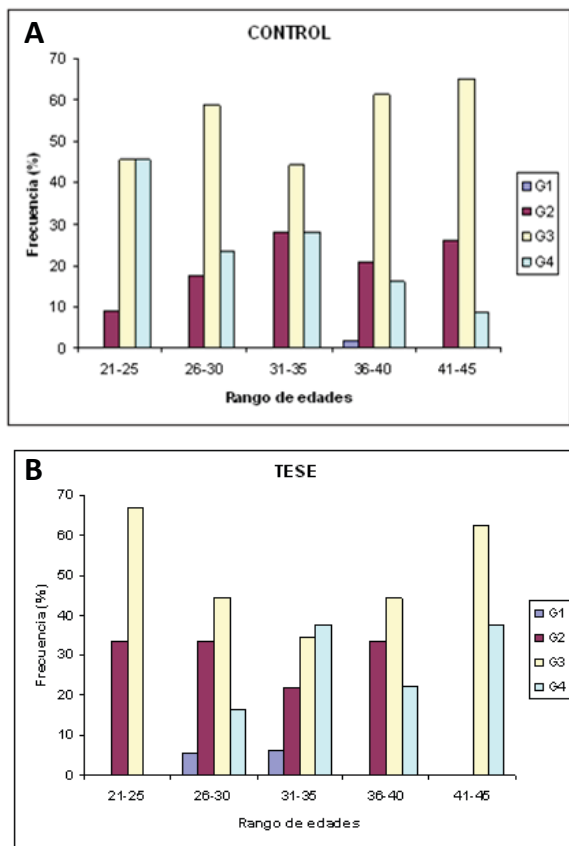 A
CONTROL
70
60
50
40
30
20
10
0
Frecuencia (%)
21-25
26-30
31-35
36-40
41-45
Rango de edades
G1
G2
G3
G4
B
TESE
70
60
50
40
30
20
10
0
Frecuencia (%)
21-25
26-30
31-35
36-40
41-45
Rango de edades
G1
G2
G3
G4